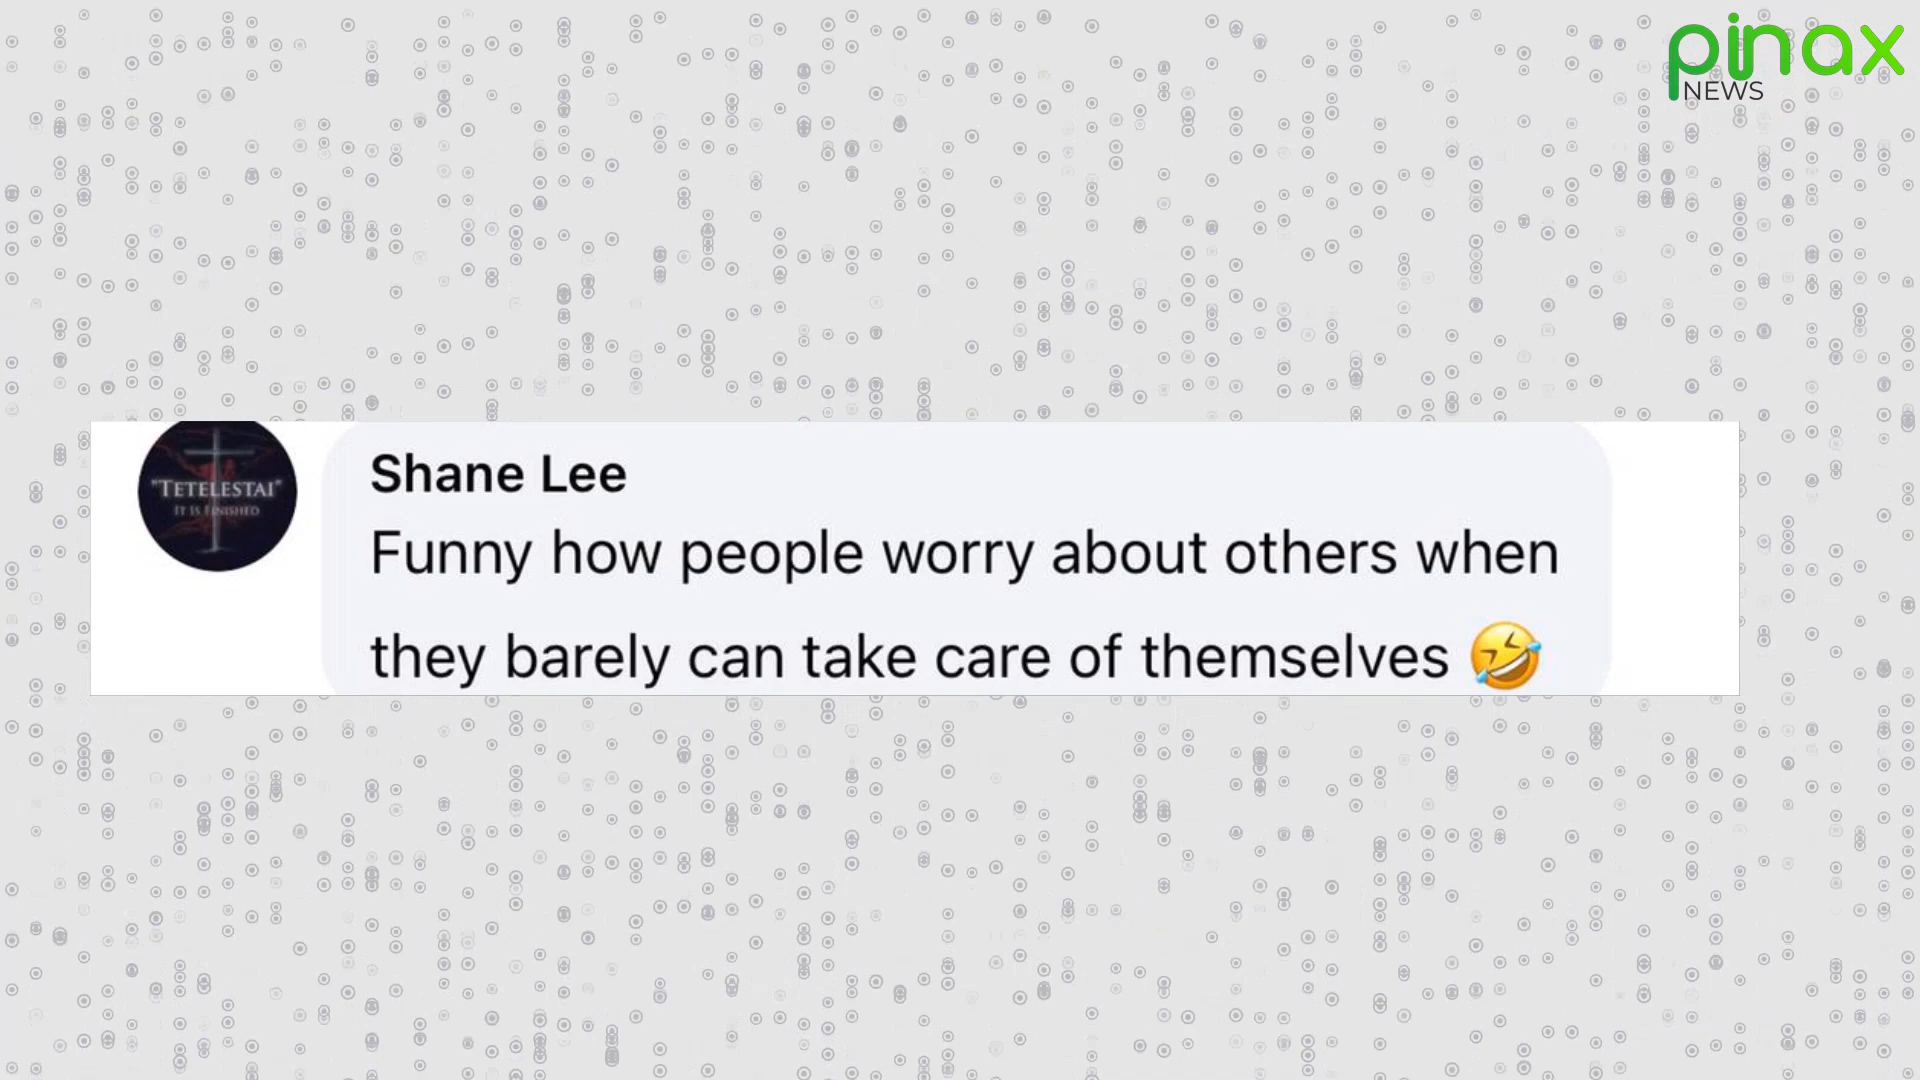 pinax
NEWS
"TETELESTAI"
IT IS FINISHED
Shane Lee
Funny how people worry about others when
they barely can take care of themselves 🤣